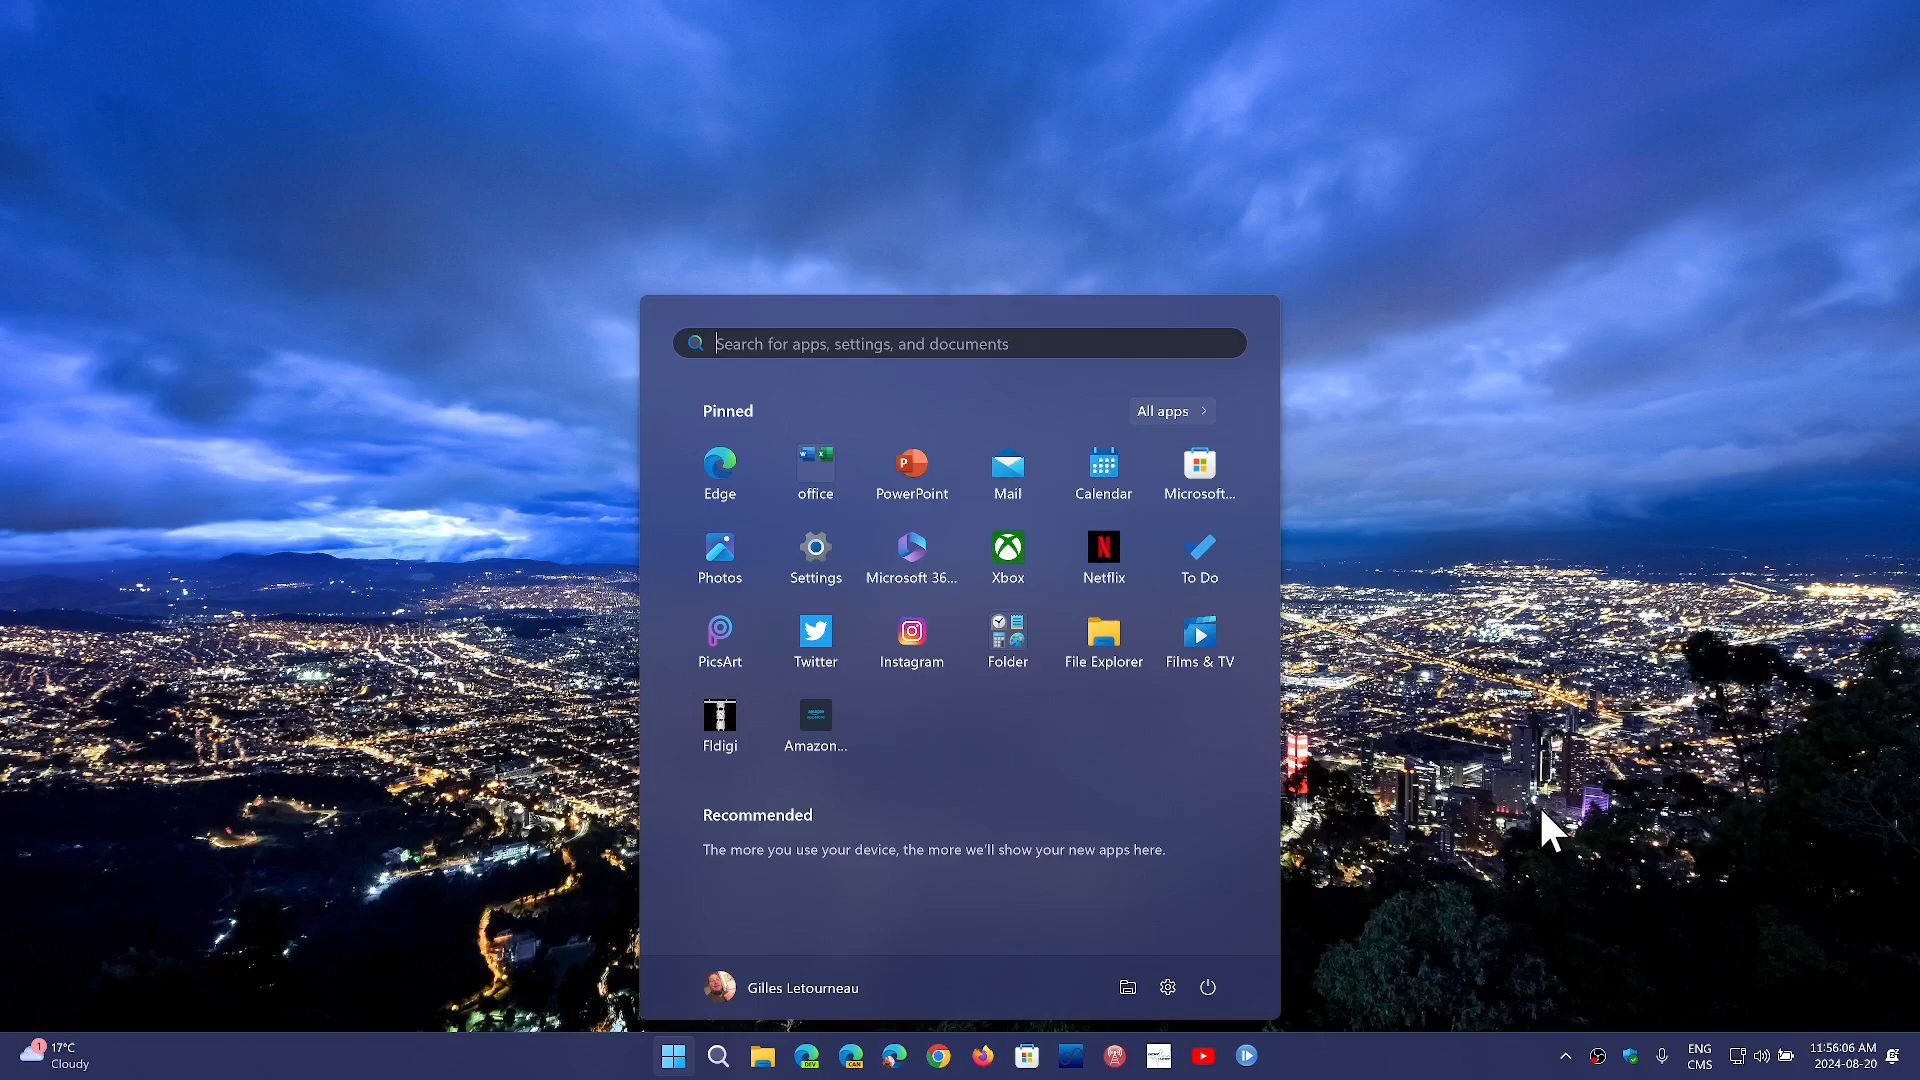 Search for apps, settings, and documents
Pinned
All apps
Edge
office
PowerPoint
Mail
Calendar
Microsoft...
Photos
Settings
Microsoft 36...
Xbox
Netflix
To Do
PicsArt
Twitter
Instagram
Folder
File Explorer
Films & TV
Fldigi
Amazon...
Recommended
The more you use your device, the more we'll show your new apps here.
Gilles Letourneau
1
17°C
Cloudy
DEV
CAN
ENG
CMS
11:56:06 AM
2024-08-20